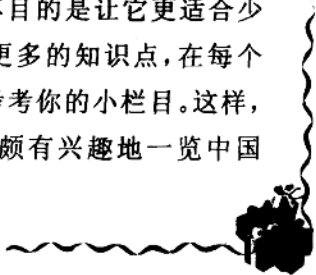 目的是让它更适合少
更多的知识点,在每个
考考你的小栏目。这样,
颇有兴趣地一览中国